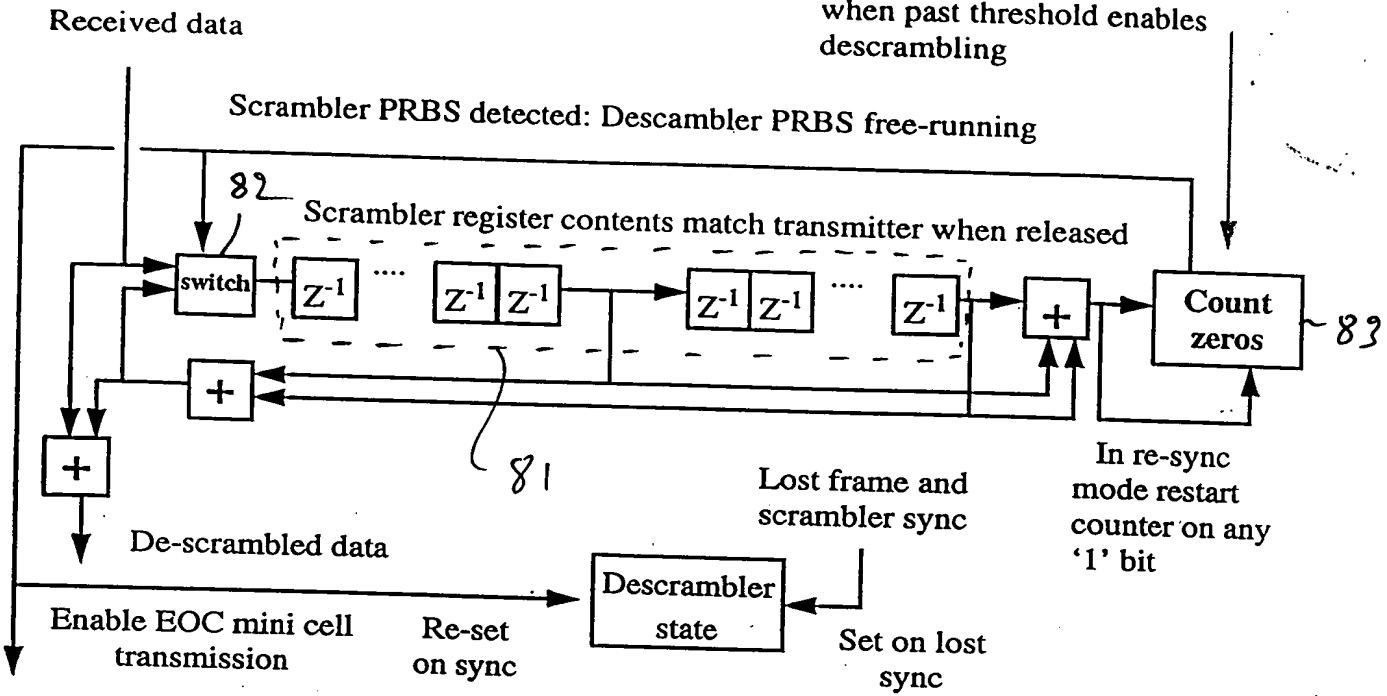 when past threshold enables
descrambling
Received data
Scrambler PRBS detected: Descambler PRBS free-running
82
Scrambler register contents match transmitter when released
switch
Z⁻¹
....
Z⁻¹ Z⁻¹
Z⁻¹ Z⁻¹
....
Z⁻¹
+
Count
zeros
83
+
+
81
In re-sync
mode restart
counter on any
‘1’ bit
Lost frame and
scrambler sync
De-scrambled data
Descrambler
state
Enable EOC mini cell
transmission
Re-set
on sync
Set on lost
sync